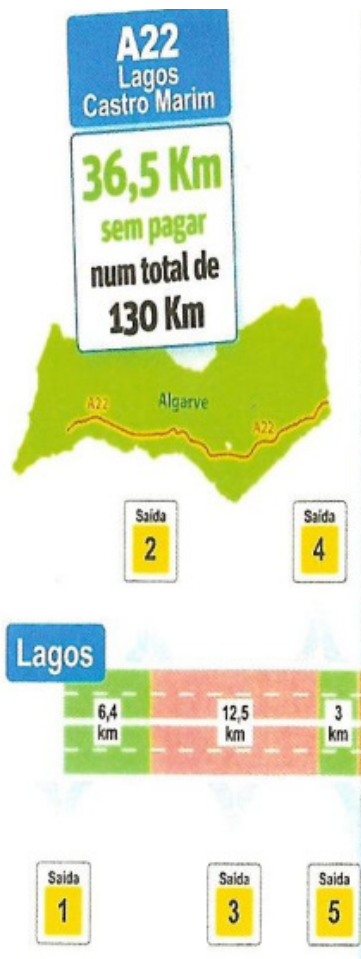 A22
Lagos
Castro Marim
36,5 Km
sem pagar
num total de
130 Km
Algarve
A22
A22
Saída
2
Saída
4
Lagos
6,4
km
12,5
km
3
km
Saída
1
Saída
3
Saída
5